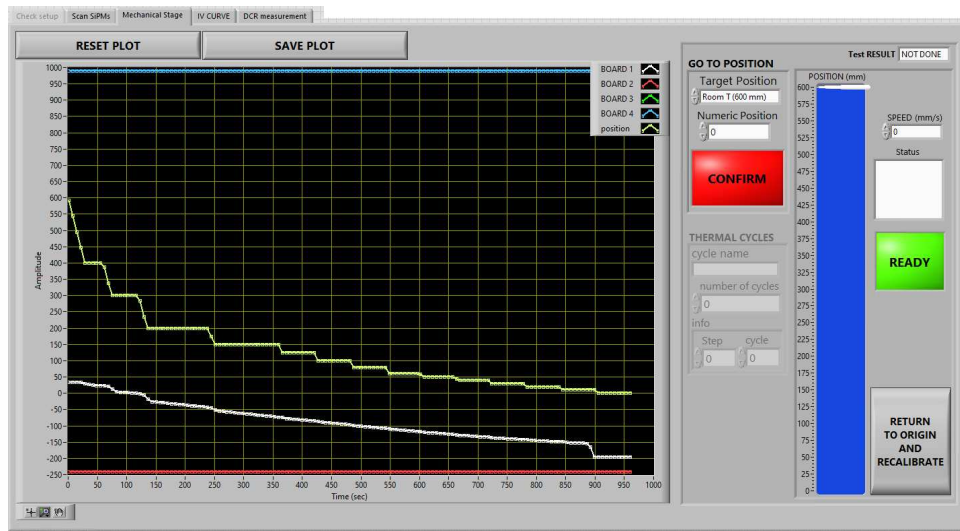 Check setup Scan SiPMs Mechanical Stage IV CURVE DCR measurement
RESET PLOT SAVE PLOT
BOARD 1
BOARD 2
BOARD 3
BOARD 4
position
1000
950
900
850
800
750
700
650
600
550
500
450
400
350
300
250
200
150
100
50
0
-50
-100
-150
-200
-250
Amplitude
0 50 100 150 200 250 300 350 400 450 500 550 600 650 700 750 800 850 900 950 1000
Time (sec)
GO TO POSITION
Target Position
Room T (600 mm)
Numeric Position
0
CONFIRM
THERMAL CYCLES
cycle name
number of cycles
0
info
Step cycle
0 0
Test RESULT NOT DONE
POSITION (mm)
600
575
550
525
500
475
450
425
400
375
350
325
300
275
250
225
200
175
150
125
100
75
50
25
0
SPEED (mm/s)
0
Status
READY
RETURN
TO ORIGIN
AND
RECALIBRATE